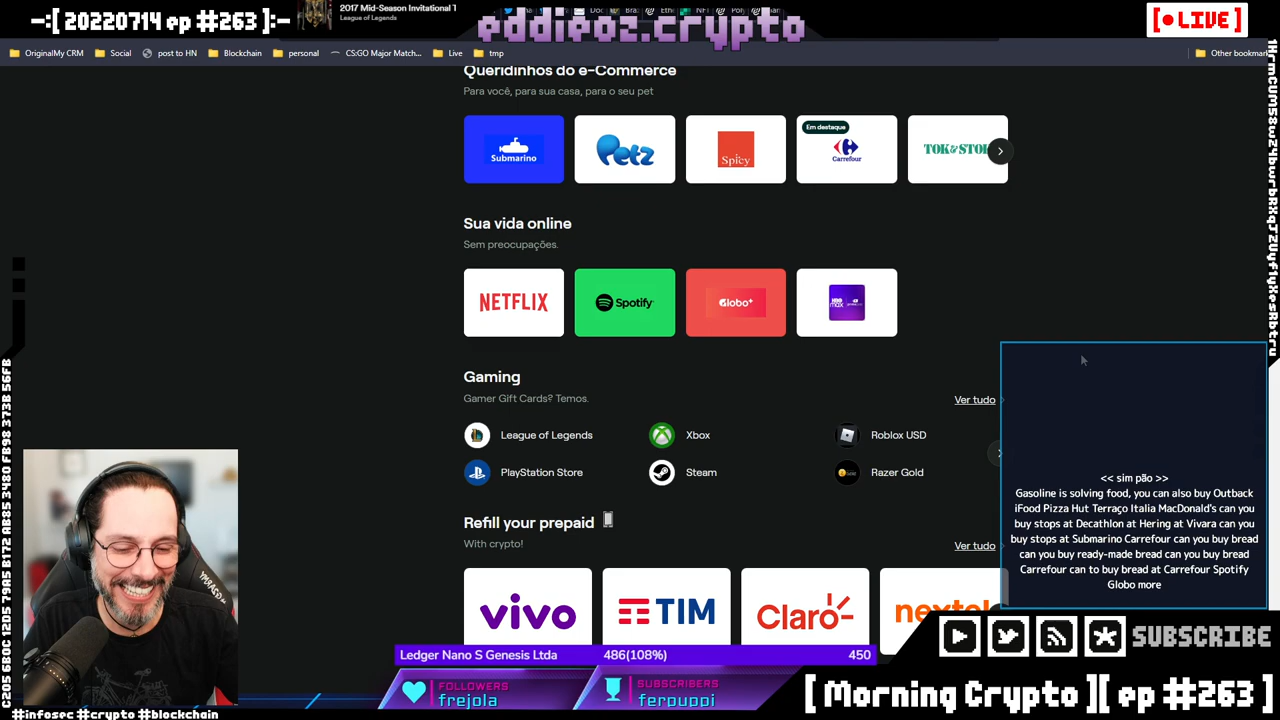 -:[ 20220714 ep #263 ]:-
2017 Mid-Season Invitational
League of Legends
eddieoz.crypto
[● LIVE]
OriginalMy CRM
Social
post to HN
Blockchain
personal
CS:GO Major Match...
Live
tmp
Other bookmar
Queridinhos do e-Commerce
Para você, para sua casa, para o seu pet
Submarino
Petz
Spicy
Em destaque
Carrefour
TOK&STOK
Sua vida online
Sem preocupações.
NETFLIX
Spotify
Globo+
HBO max
Gaming
Gamer Gift Cards? Temos.
Ver tudo
League of Legends
Xbox
Roblox USD
PlayStation Store
Steam
Razer Gold
Refill your prepaid
With crypto!
Ver tudo
vivo
TIM
Claro
nextel
<< sim pão >>
Gasoline is solving food, you can also buy Outback
iFood Pizza Hut Terraço Italia MacDonald's can you
buy stops at Decathlon at Hering at Vivara can you
buy stops at Submarino Carrefour can you buy bread
can you buy ready-made bread can you buy bread
Carrefour can to buy bread at Carrefour Spotify
Globo more
SUBSCRIBE
Ledger Nano S Genesis Ltda 486(108%) 450
FOLLOWERS
frejola
SUBSCRIBERS
ferpuppi
[ Morning Crypto ][ ep #263 ]
#infosec #crypto #blockchain